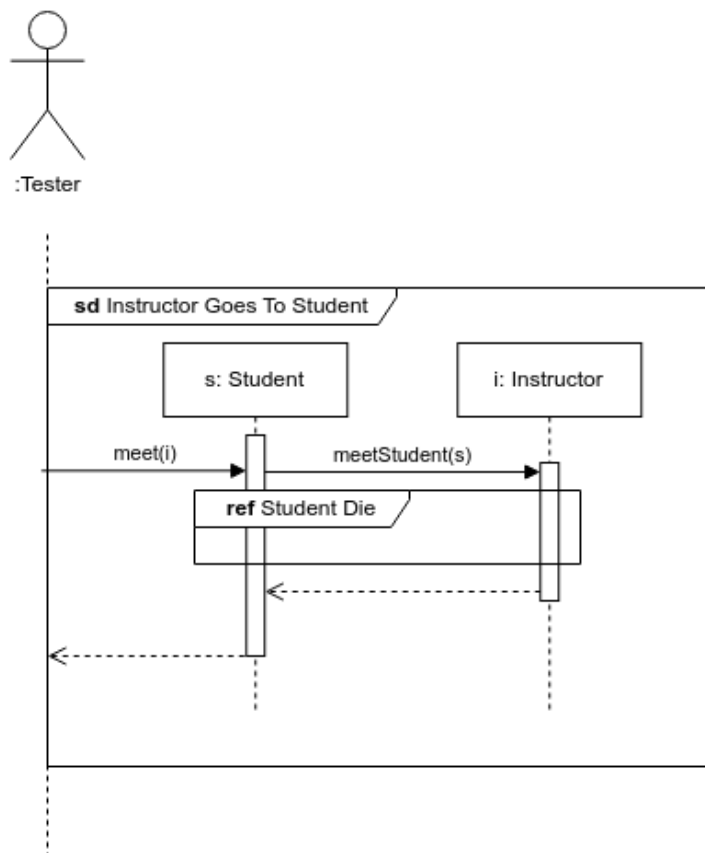 :Tester
sd Instructor Goes To Student
s: Student
i: Instructor
meet(i)
meetStudent(s)
ref Student Die